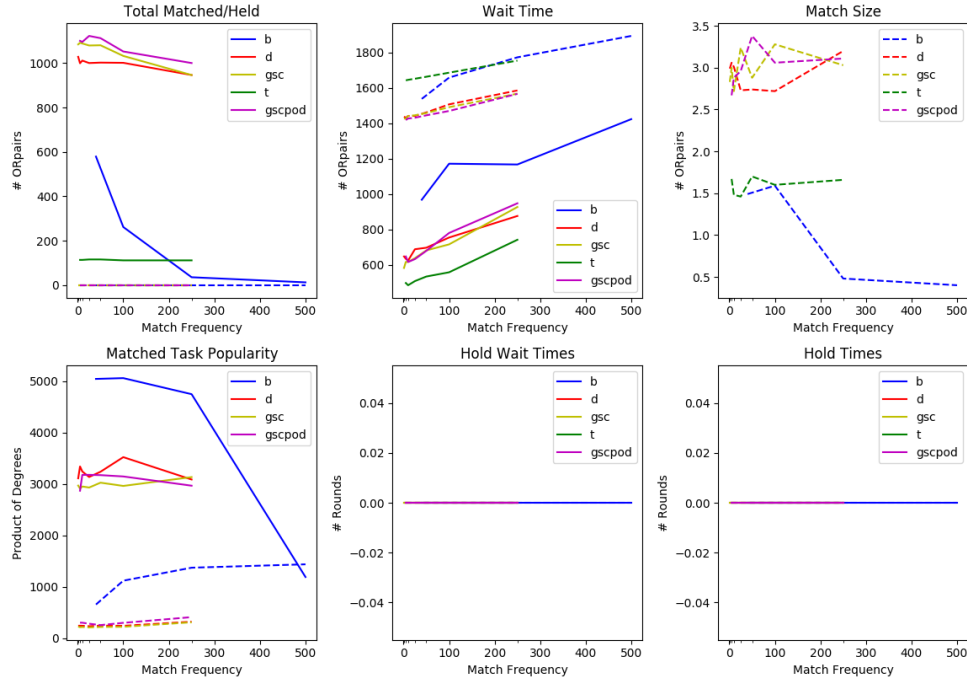 Total Matched/Held
# ORpairs
1000
800
600
400
200
0
0 100 200 300 400 500
Match Frequency
b
d
gsc
t
gscpod
Wait Time
# ORpairs
1800
1600
1400
1200
1000
800
600
0 100 200 300 400 500
Match Frequency
b
d
gsc
t
gscpod
Match Size
# ORpairs
3.5
3.0
2.5
2.0
1.5
1.0
0.5
0 100 200 300 400 500
Match Frequency
b
d
gsc
t
gscpod
Matched Task Popularity
Product of Degrees
5000
4000
3000
2000
1000
0
0 100 200 300 400 500
Match Frequency
b
d
gsc
gscpod
Hold Wait Times
# Rounds
0.04
0.02
0.00
−0.02
−0.04
0 100 200 300 400 500
Match Frequency
b
d
gsc
t
gscpod
Hold Times
# Rounds
0.04
0.02
0.00
−0.02
−0.04
0 100 200 300 400 500
Match Frequency
b
d
gsc
t
gscpod